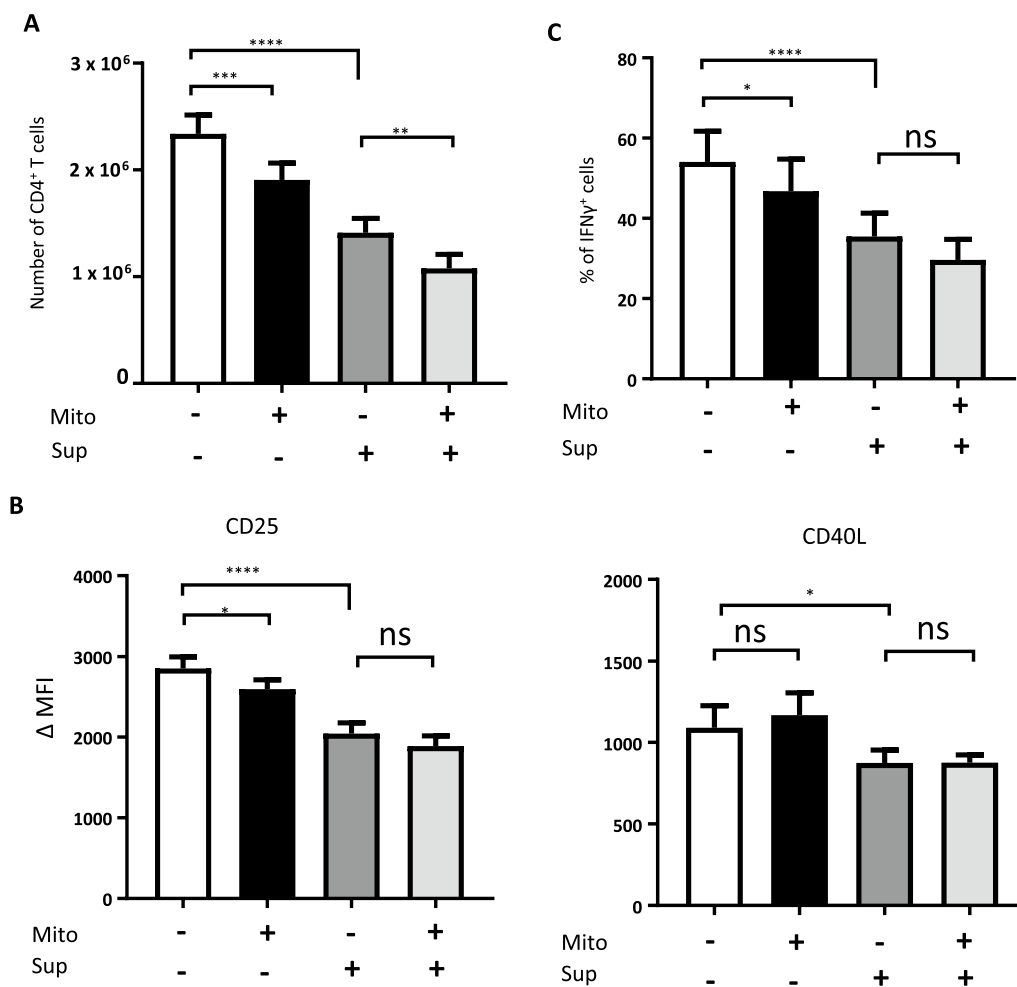 A
Number of CD4⁺ T cells
3 x 10⁶
2 x 10⁶
1 x 10⁶
0
****
***
**
Mito - + - +
Sup - - + +
C
% of IFNγ⁺ cells
80
60
40
20
0
****
*
ns
Mito - + - +
Sup - - + +
B
CD25
Δ MFI
4000
3000
2000
1000
0
****
*
ns
Mito - + - +
Sup - - + +
CD40L
2000
1500
1000
500
0
*
ns
ns
Mito - + - +
Sup - - + +